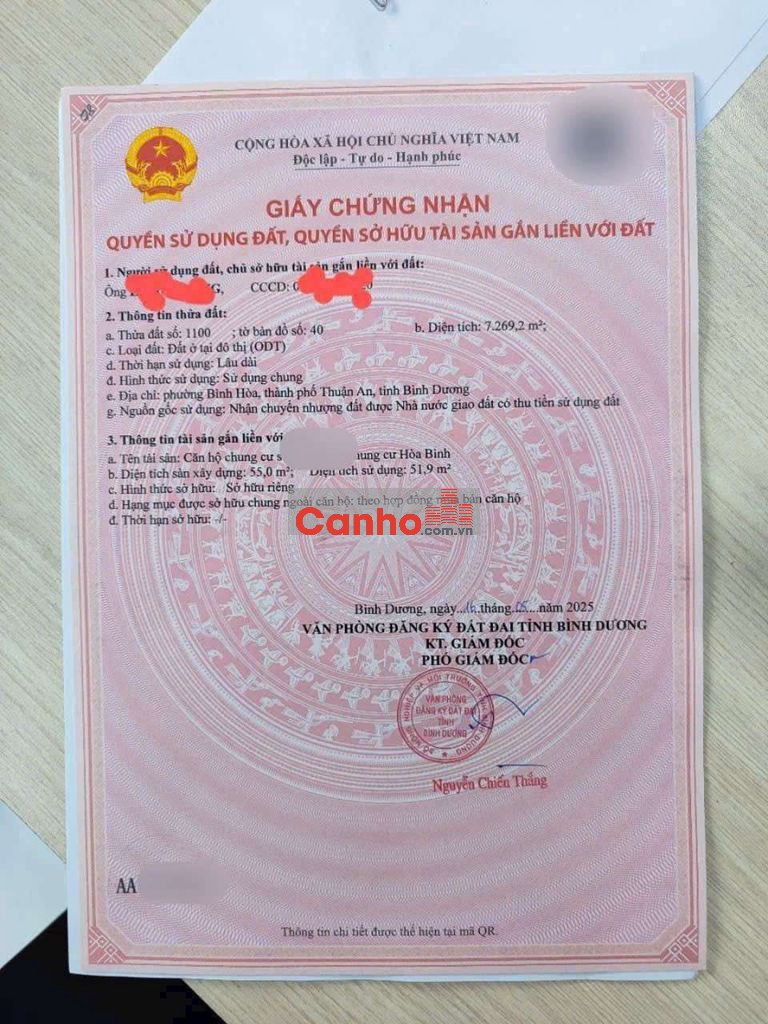 CỘNG HÒA XÃ HỘI CHỦ NGHĨA VIỆT NAM
Độc lập - Tự do - Hạnh phúc
GIẤY CHỨNG NHẬN
QUYỀN SỬ DỤNG ĐẤT, QUYỀN SỞ HỮU TÀI SẢN GẮN LIỀN VỚI ĐẤT
1. Người sử dụng đất, chủ sở hữu tài sản gắn liền với đất:
Ông CCCD:
2. Thông tin thửa đất:
a. Thửa đất số: 1100 ; tờ bản đồ số: 40 b. Diện tích: 7.269,2 m²;
c. Loại đất: Đất ở tại đô thị (ODT)
d. Thời hạn sử dụng: Lâu dài
đ. Hình thức sử dụng: Sử dụng chung
e. Địa chỉ: phường Bình Hòa, thành phố Thuận An, tỉnh Bình Dương
g. Nguồn gốc sử dụng: Nhận chuyển nhượng đất được Nhà nước giao đất có thu tiền sử dụng đất
3. Thông tin tài sản gắn liền với
a. Tên tài sản: Căn hộ chung cư chung cư Hòa Bình
b. Diện tích sàn xây dựng: 55,0 m²; Diện tích sử dụng: 51,9 m²
c. Hình thức sở hữu: Sở hữu riêng
d. Hạng mục được sở hữu chung ngoài căn hộ: theo hợp đồng mua bán căn hộ
đ. Thời hạn sở hữu: -/-
Canho.com.vn
Bình Dương, ngày...16.tháng.05....năm 2025
VĂN PHÒNG ĐĂNG KÝ ĐẤT ĐAI TỈNH BÌNH DƯƠNG
KT. GIÁM ĐỐC
PHÓ GIÁM ĐỐC
VĂN PHÒNG
ĐĂNG KÝ ĐẤT ĐAI
TỈNH
BÌNH DƯƠNG
Nguyễn Chiến Thắng
AA
Thông tin chi tiết được thể hiện tại mã QR.